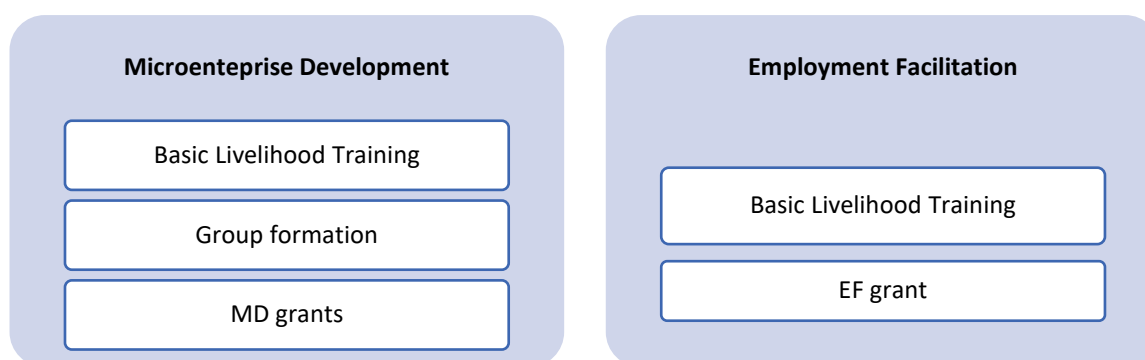 Microenteprise Development
Basic Livelihood Training
Group formation
MD grants
Employment Facilitation
Basic Livelihood Training
EF grant